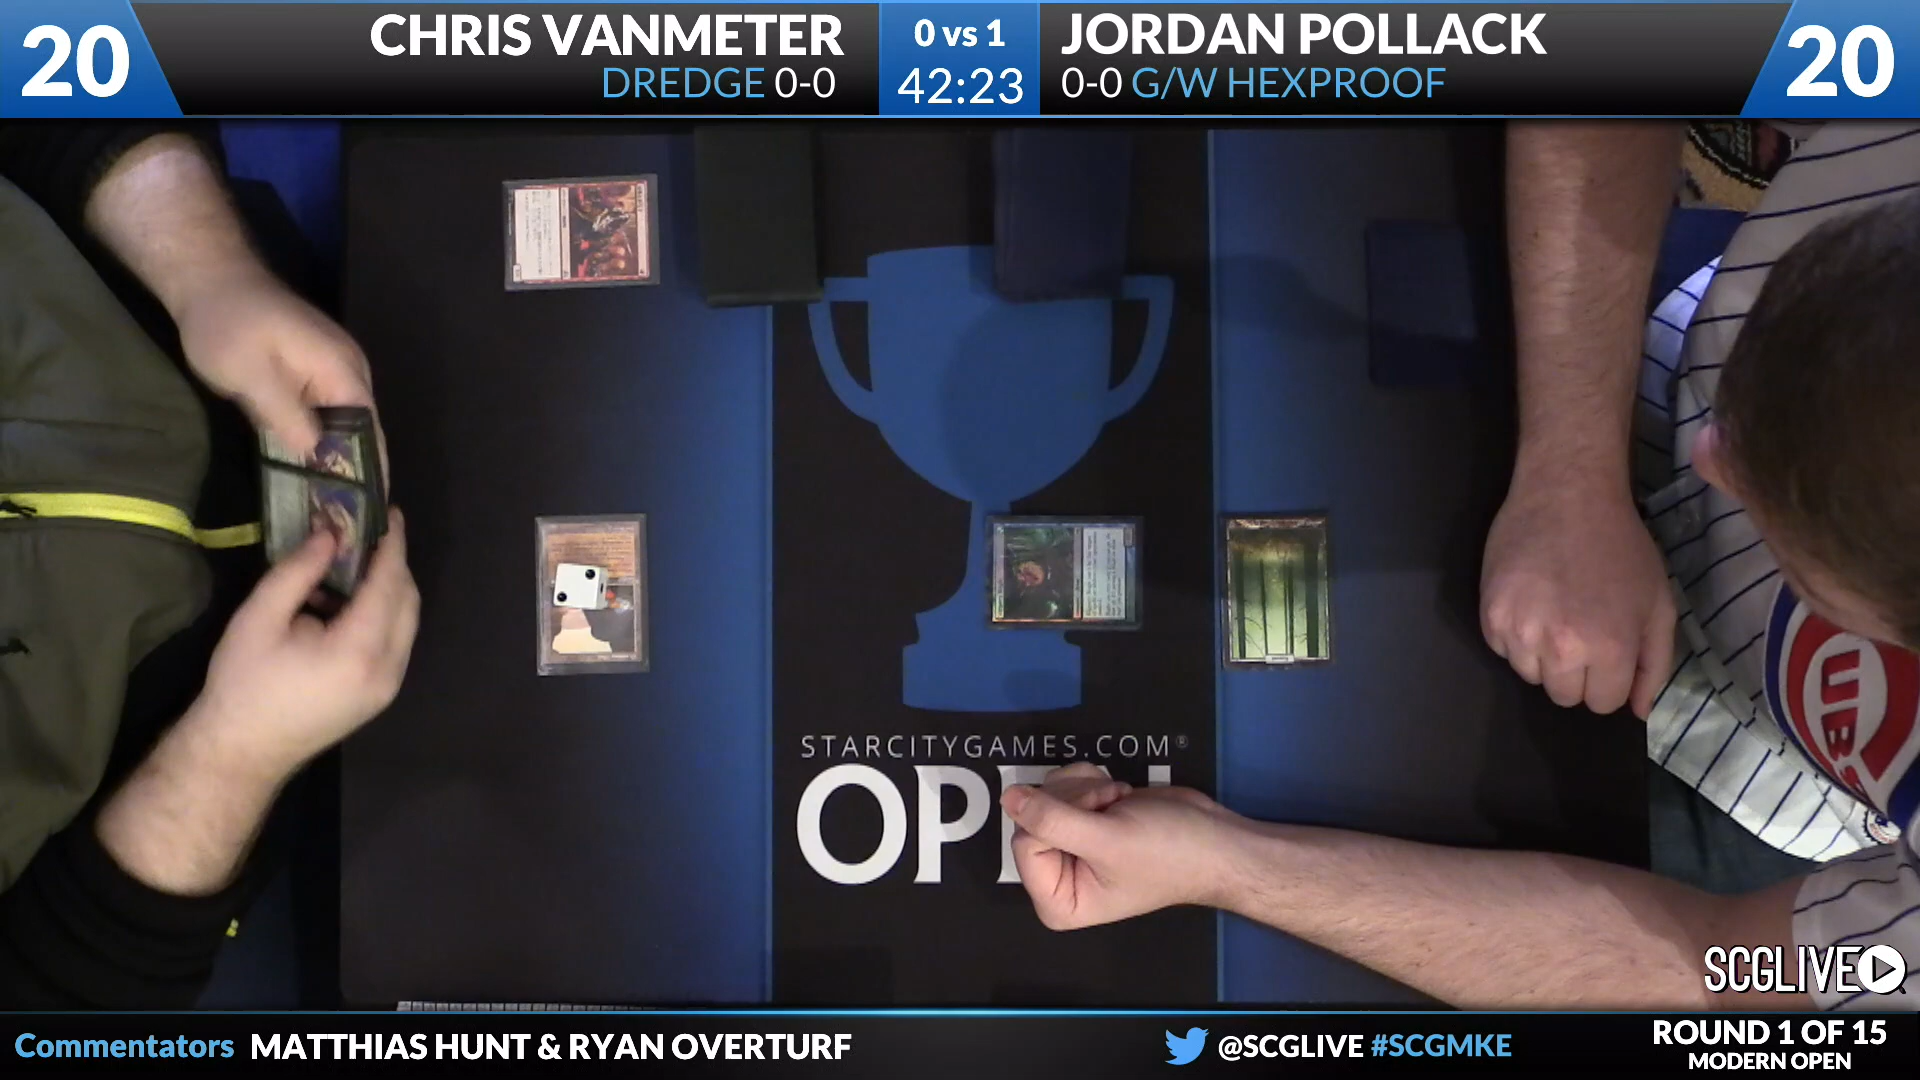 20
CHRIS VANMETER
DREDGE 0-0
0 vs 1
42:23
JORDAN POLLACK
0-0 G/W HEXPROOF
20
STARCITYGAMES.COM®
UBS
SCGLIVE
Commentators MATTHIAS HUNT & RYAN OVERTURF
@SCGLIVE #SCGMKE
ROUND 1 OF 15
MODERN OPEN